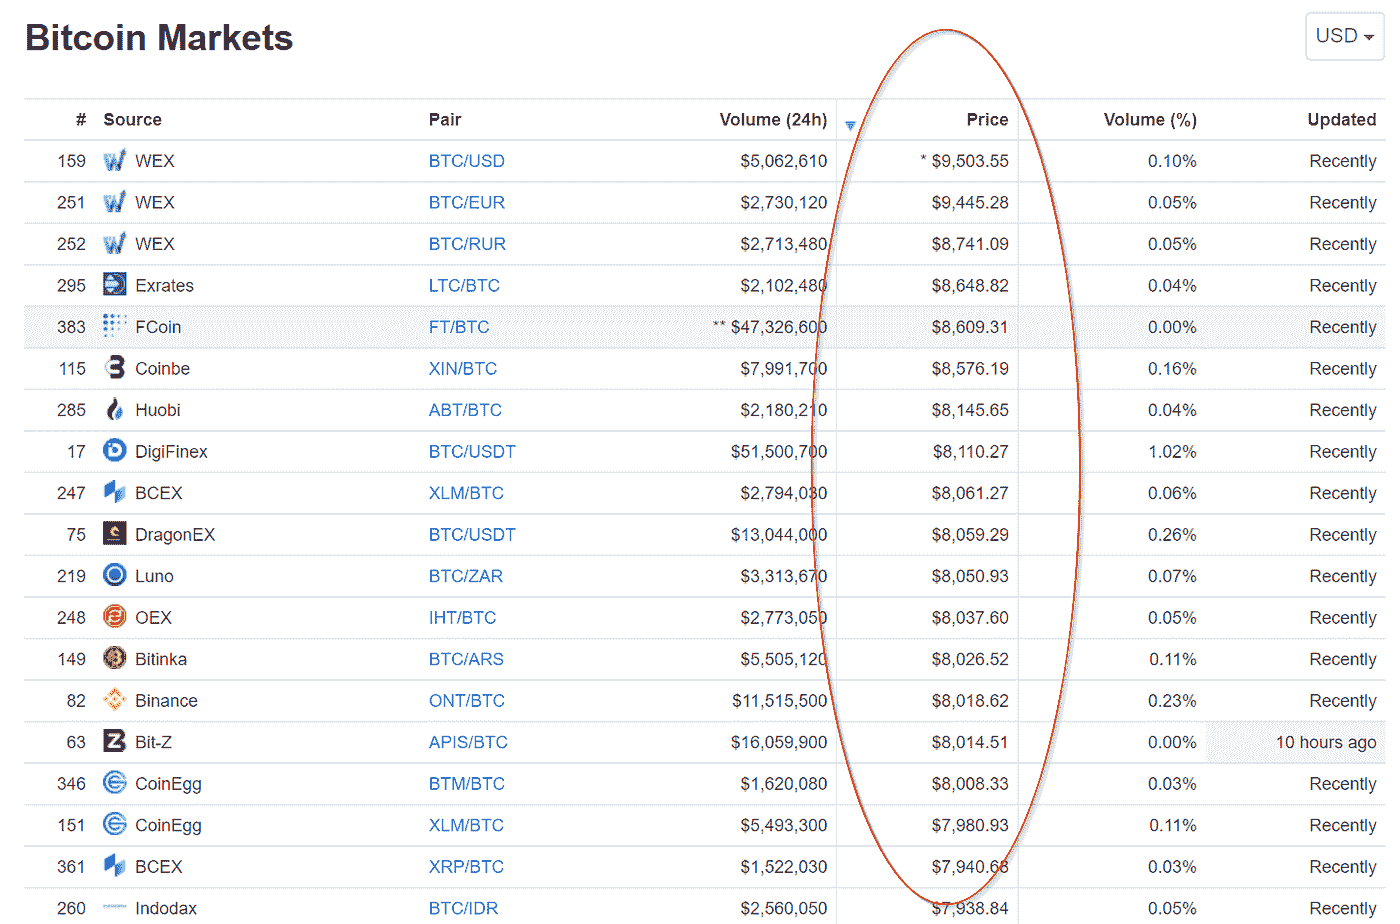 Bitcoin Markets
USD
# Source Pair Volume (24h) Price Volume (%) Updated
159 WEX BTC/USD $5,062,610 * $9,503.55 0.10% Recently
251 WEX BTC/EUR $2,730,120 $9,445.28 0.05% Recently
252 WEX BTC/RUR $2,713,480 $8,741.09 0.05% Recently
295 Exrates LTC/BTC $2,102,480 $8,648.82 0.04% Recently
383 FCoin FT/BTC ** $47,326,600 $8,609.31 0.00% Recently
115 Coinbe XIN/BTC $7,991,700 $8,576.19 0.16% Recently
285 Huobi ABT/BTC $2,180,210 $8,145.65 0.04% Recently
17 DigiFinex BTC/USDT $51,500,700 $8,110.27 1.02% Recently
247 BCEX XLM/BTC $2,794,030 $8,061.27 0.06% Recently
75 DragonEX BTC/USDT $13,044,000 $8,059.29 0.26% Recently
219 Luno BTC/ZAR $3,313,670 $8,050.93 0.07% Recently
248 OEX IHT/BTC $2,773,050 $8,037.60 0.05% Recently
149 Bitinka BTC/ARS $5,505,120 $8,026.52 0.11% Recently
82 Binance ONT/BTC $11,515,500 $8,018.62 0.23% Recently
63 Bit-Z APIS/BTC $16,059,900 $8,014.51 0.00% 10 hours ago
346 CoinEgg BTM/BTC $1,620,080 $8,008.33 0.03% Recently
151 CoinEgg XLM/BTC $5,493,300 $7,980.93 0.11% Recently
361 BCEX XRP/BTC $1,522,030 $7,940.68 0.03% Recently
260 Indodax BTC/IDR $2,560,050 $7,938.84 0.05% Recently